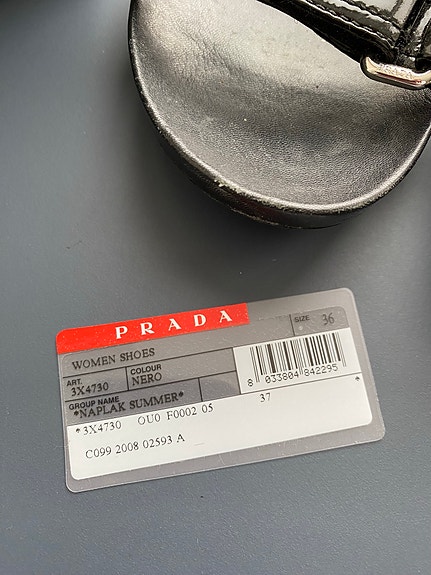 PRADA
PRADA
SIZE 36
WOMEN SHOES
ART. 3X4730
COLOUR NERO
8 033804 842295
GROUP NAME
*NAPLAK SUMMER*
* 3X4730 OU0 F0002 05 37 *
C099 2008 02593 A